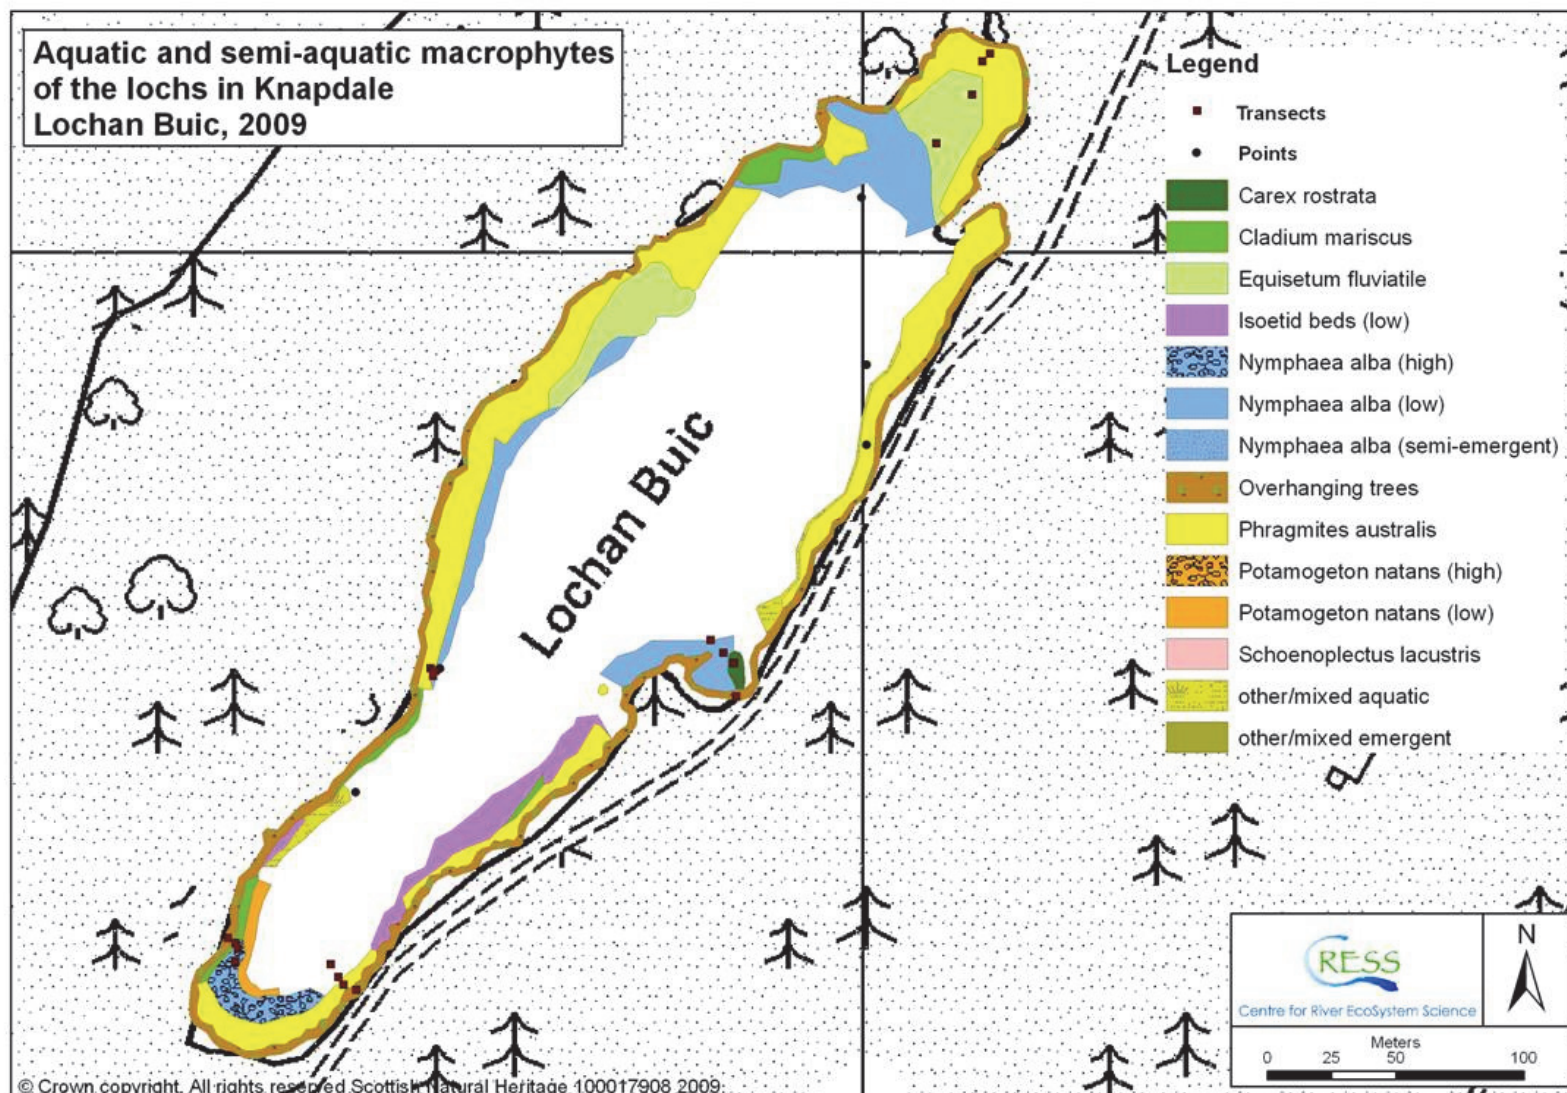 Aquatic and semi-aquatic macrophytes
of the lochs in Knapdale
Lochan Buic, 2009
Legend
Transects
Points
Carex rostrata
Cladium mariscus
Equisetum fluviatile
Isoetid beds (low)
Nymphaea alba (high)
Nymphaea alba (low)
Nymphaea alba (semi-emergent)
Overhanging trees
Phragmites australis
Potamogeton natans (high)
Potamogeton natans (low)
Schoenoplectus lacustris
other/mixed aquatic
other/mixed emergent
Lochan Buic
RESS
Centre for River EcoSystem Science
N
Meters
0 25 50 100
© Crown copyright. All rights reserved Scottish Natural Heritage 100017908 2009.